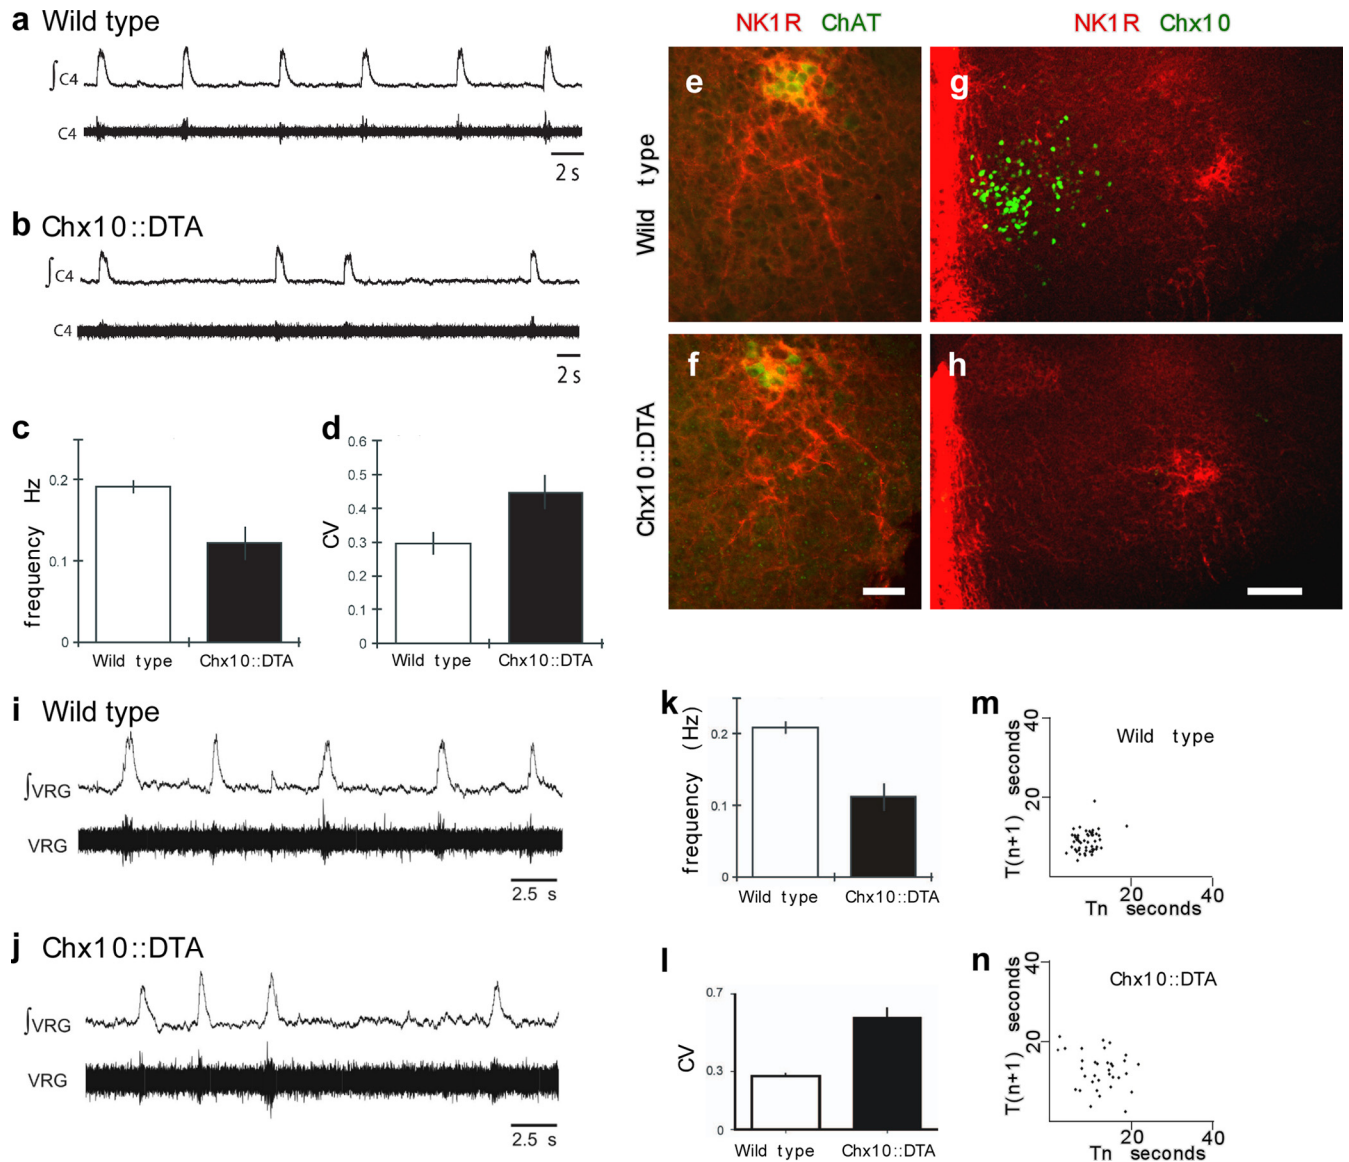 a Wild type
∫C4
C4
2 s
b Chx10::DTA
∫C4
C4
2 s
c
frequency Hz
0.2
0.1
0
Wild type Chx10::DTA
d
CV
0.6
0.5
0.4
0.3
0.2
0.1
0
Wild type Chx10::DTA
NK1R ChAT
NK1R Chx10
Wild type
e
g
Chx10::DTA
f
h
i Wild type
∫VRG
VRG
2.5 s
j Chx10::DTA
∫VRG
VRG
2.5 s
k
frequency (Hz)
0.2
0.1
0
Wild type Chx10::DTA
l
CV
0.7
0.3
0
Wild type Chx10::DTA
m
Wild type
T(n+1) seconds
40
20
20 40
Tn seconds
n
Chx10::DTA
T(n+1) seconds
40
20
20 40
Tn seconds